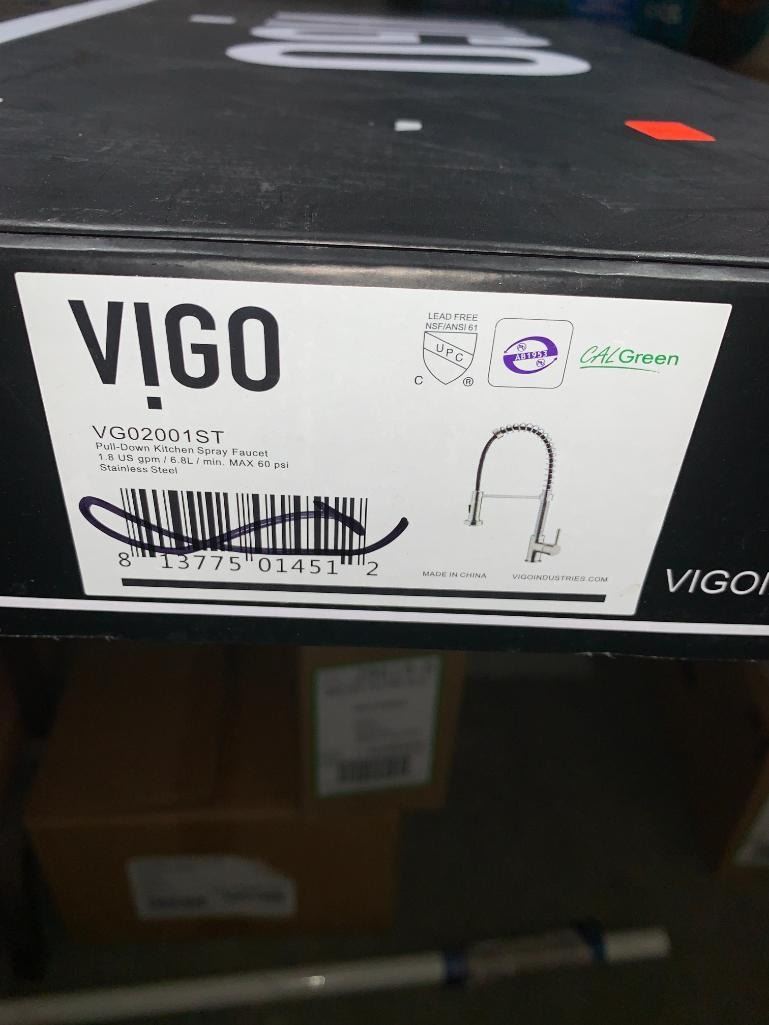 VIGO
VG02001ST
Pull-Down Kitchen Spray Faucet
1.8 US gpm / 6.8L / min. MAX 60 psi
Stainless Steel
8 13775 01451 2
LEAD FREE
NSF/ANSI 61
UPC
C ®
AB1953
CALGreen
MADE IN CHINA
VIGOINDUSTRIES.COM